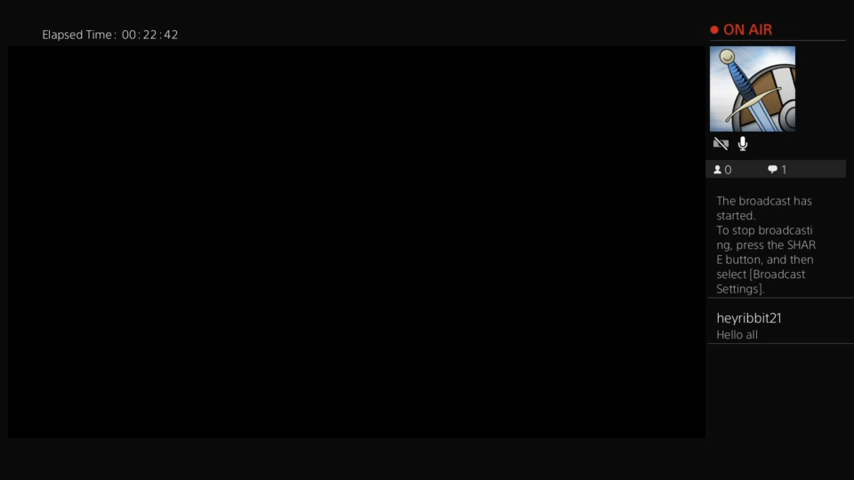 Elapsed Time: 00:22:42
ON AIR
0 1
The broadcast has
started.
To stop broadcasti
ng, press the SHAR
E button, and then
select [Broadcast
Settings].
heyribbit21
Hello all